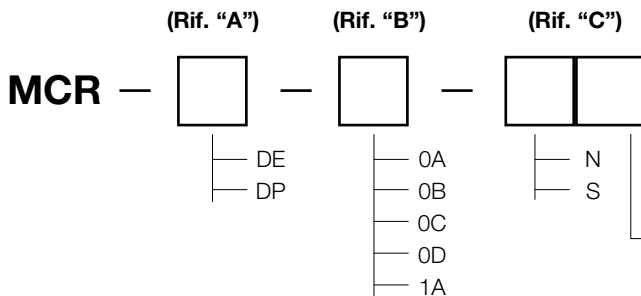 (Rif. “A”) (Rif. “B”) (Rif. “C”)
MCR — — —
DE 0A N
DP 0B S
0C
0D
1A